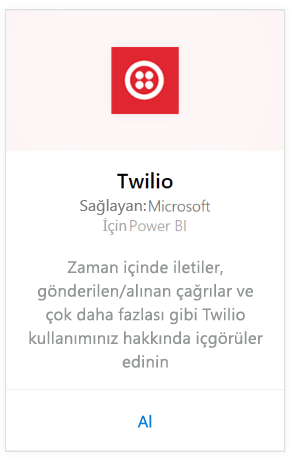 Twilio
Sağlayan: Microsoft
İçin Power BI
Zaman içinde iletiler,
gönderilen/alınan çağrılar ve
çok daha fazlası gibi Twilio
kullanımınız hakkında içgörüler
edinin
Al